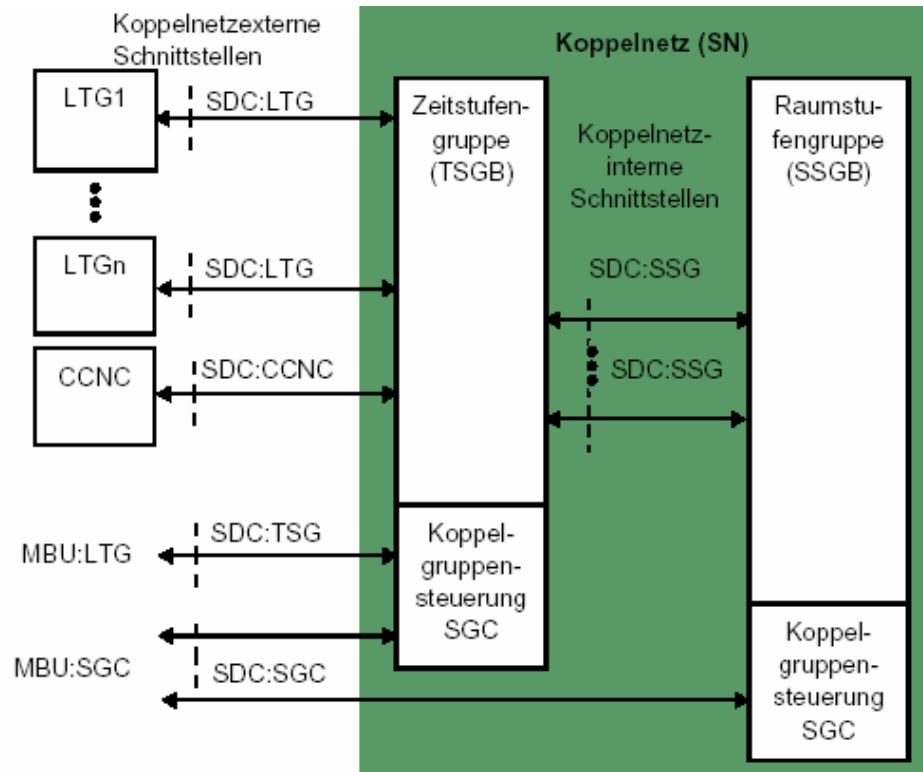 Koppelnetzexterne
Schnittstellen
Koppelnetz (SN)
LTG1
SDC:LTG
Zeitstufen-
gruppe
(TSGB)
Koppelnetz-
interne
Schnittstellen
Raumstu-
fengruppe
(SSGB)
LTGn
SDC:LTG
SDC:SSG
CCNC
SDC:CCNC
SDC:SSG
MBU:LTG
SDC:TSG
Koppel-
gruppen-
steuerung
SGC
MBU:SGC
SDC:SGC
Koppel-
gruppen-
steuerung
SGC